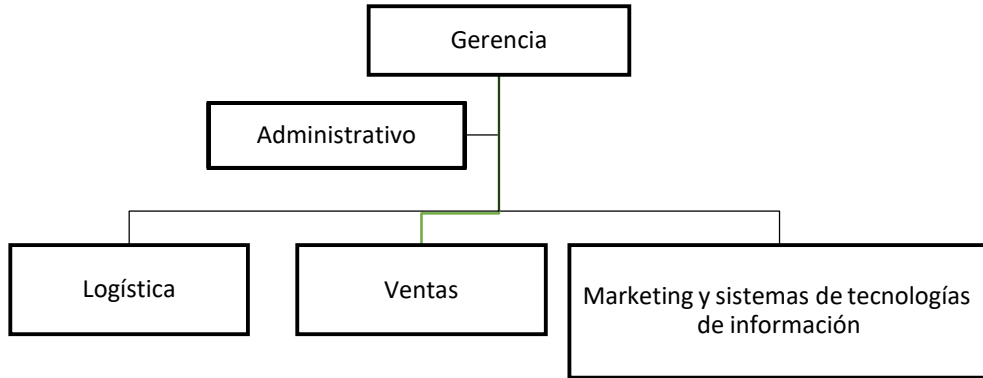 Gerencia
Administrativo
Logística
Ventas
Marketing y sistemas de tecnologías
de información